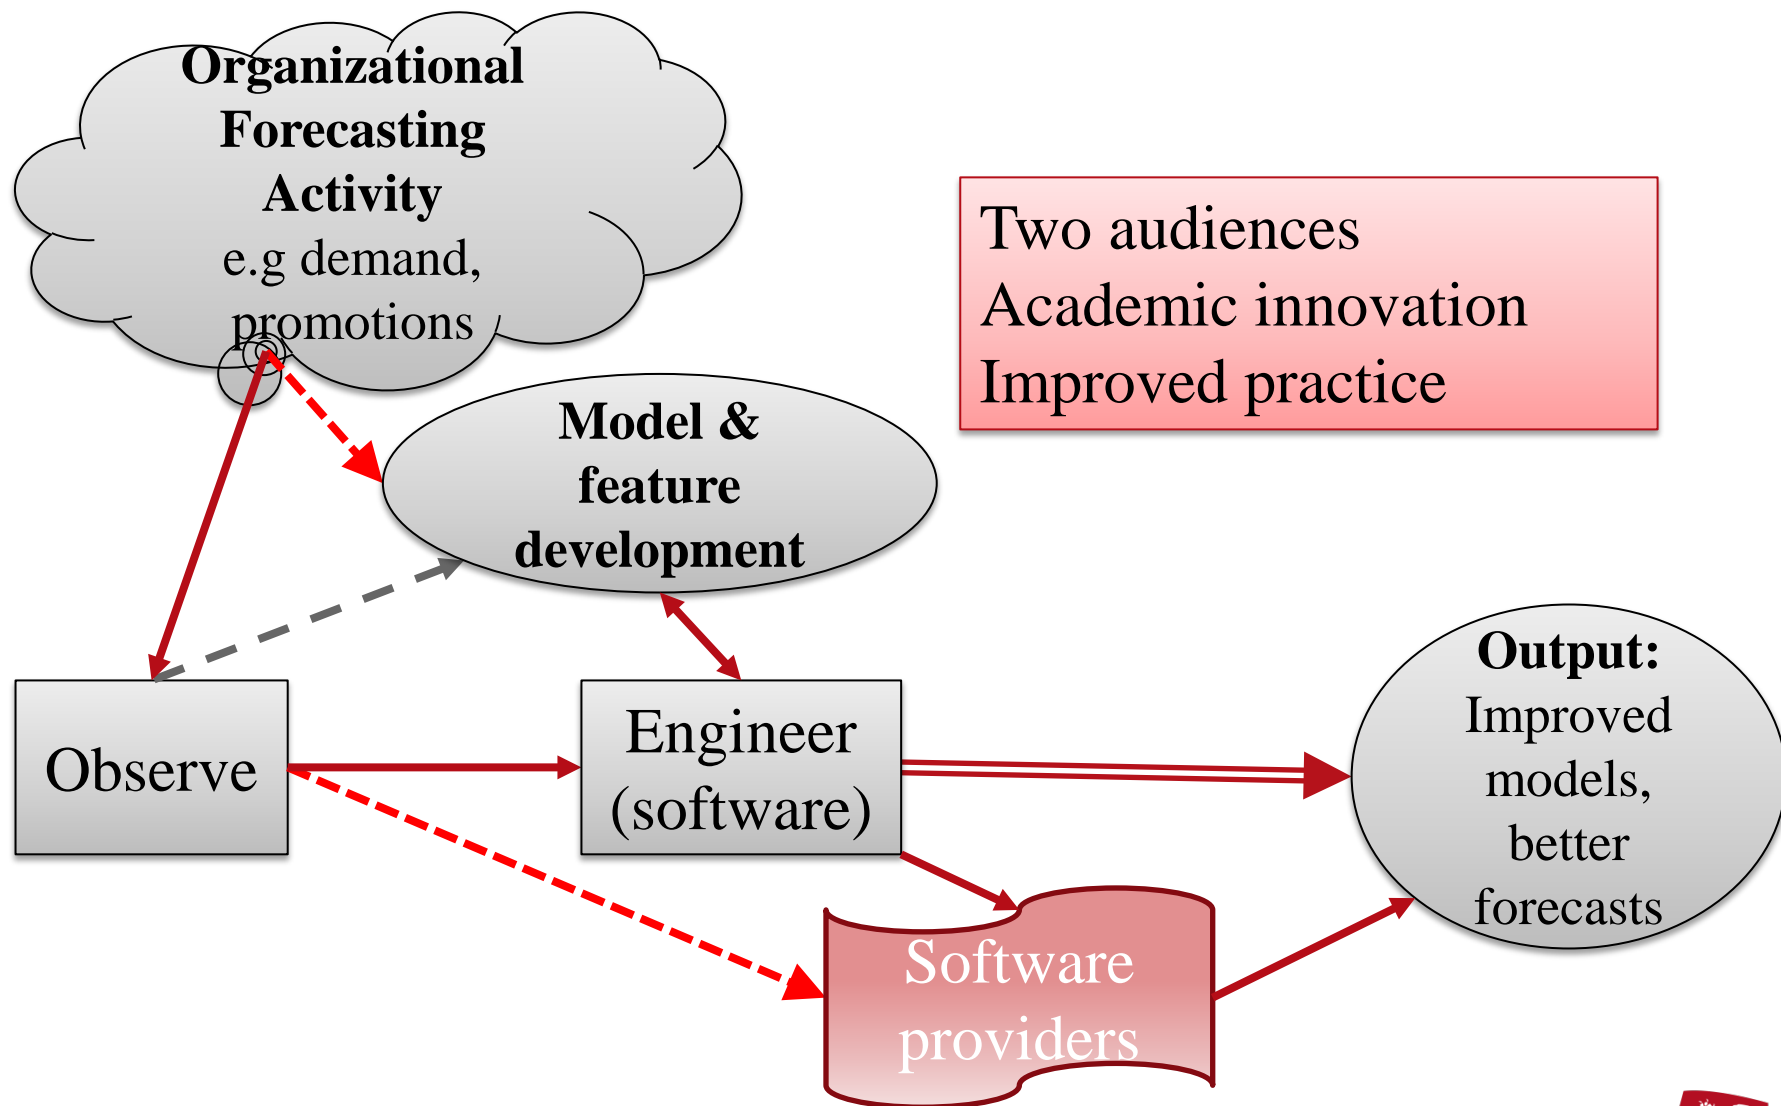 Organizational
Forecasting
Activity
e.g demand,
promotions
Two audiences
Academic innovation
Improved practice
Model &
feature
development
Observe
Engineer
(software)
Output:
Improved
models,
better
forecasts
Software
providers